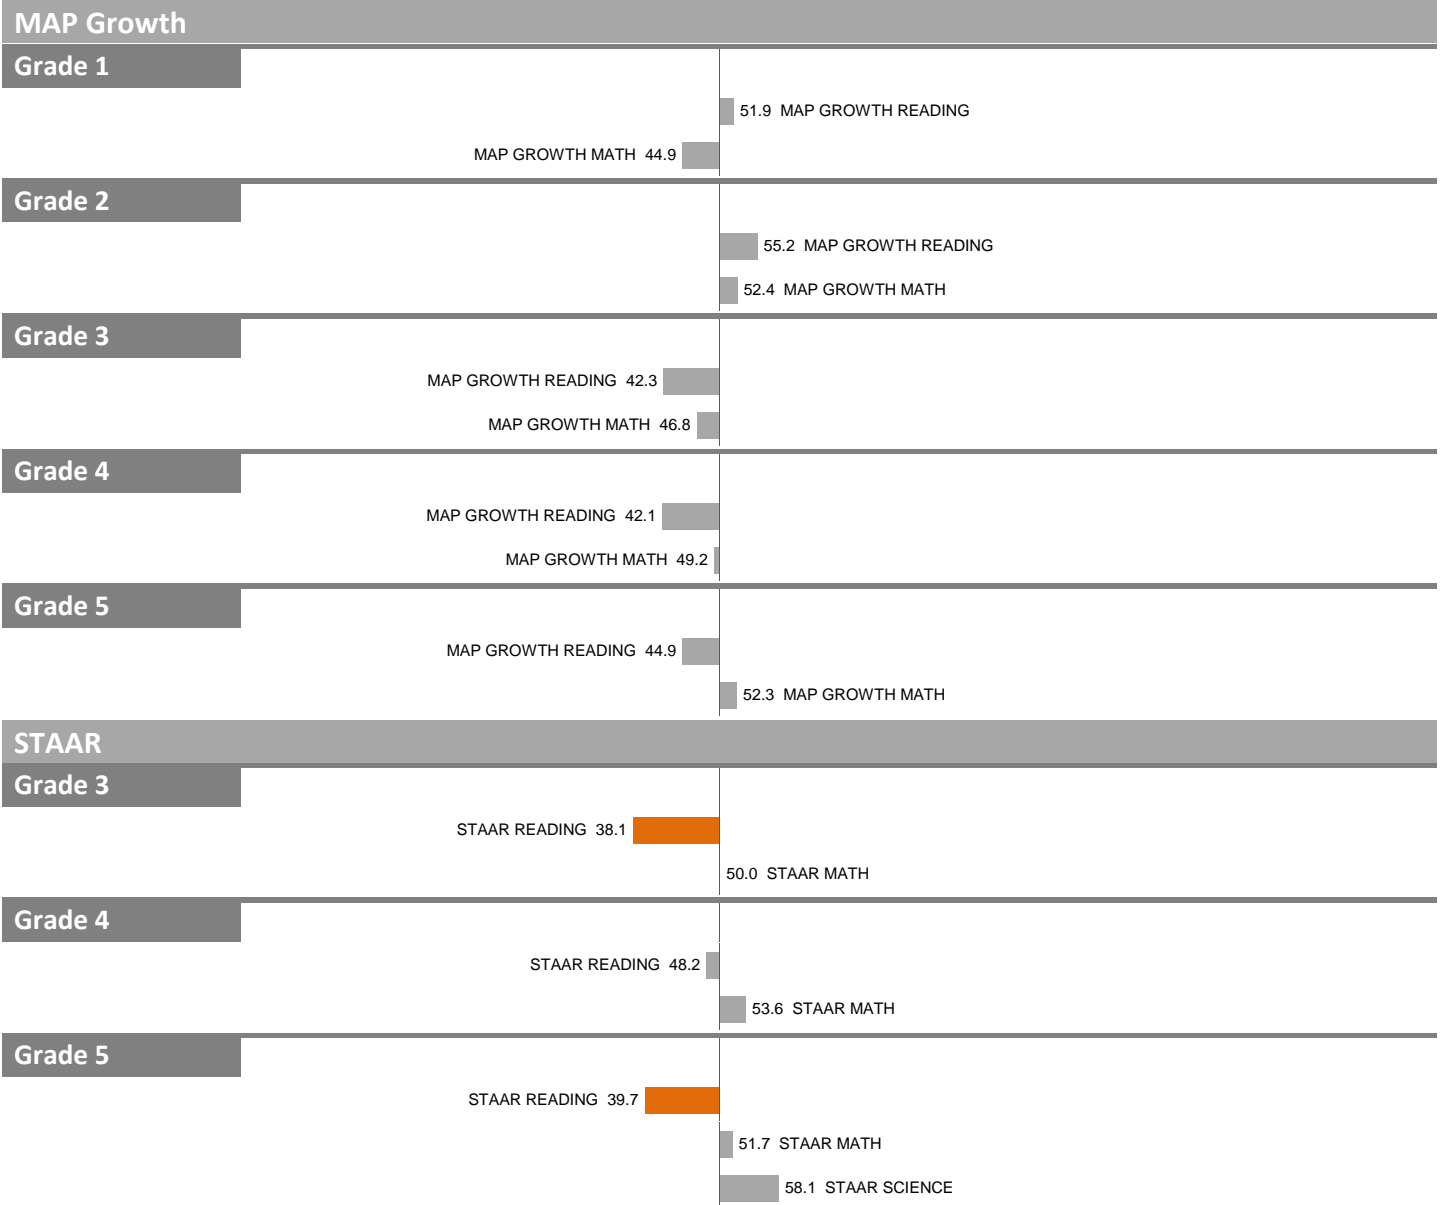 MAP Growth
Grade 1
51.9 MAP GROWTH READING
MAP GROWTH MATH 44.9
Grade 2
55.2 MAP GROWTH READING
52.4 MAP GROWTH MATH
Grade 3
MAP GROWTH READING 42.3
MAP GROWTH MATH 46.8
Grade 4
MAP GROWTH READING 42.1
MAP GROWTH MATH 49.2
Grade 5
MAP GROWTH READING 44.9
52.3 MAP GROWTH MATH
STAAR
Grade 3
STAAR READING 38.1
50.0 STAAR MATH
Grade 4
STAAR READING 48.2
53.6 STAAR MATH
Grade 5
STAAR READING 39.7
51.7 STAAR MATH
58.1 STAAR SCIENCE